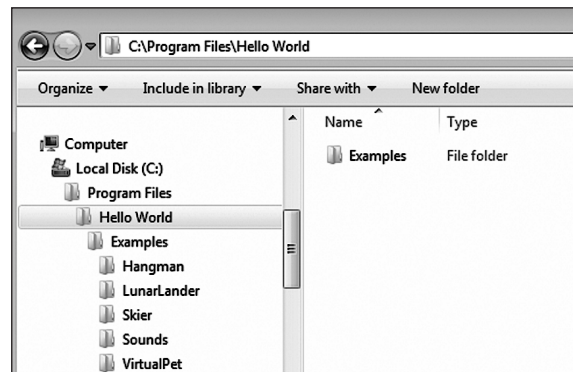 C:\Program Files\Hello World
Organize Include in library Share with New folder
Computer
Local Disk (C:)
Program Files
Hello World
Examples
Hangman
LunarLander
Skier
Sounds
VirtualPet
Name Type
Examples File folder